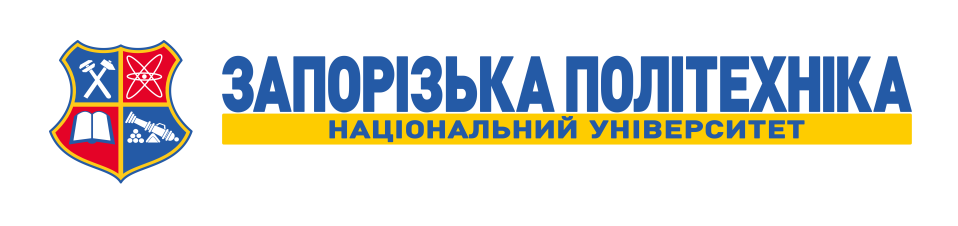 ЗАПОРІЗЬКА ПОЛІТЕХНІКА
НАЦІОНАЛЬНИЙ УНІВЕРСИТЕТ